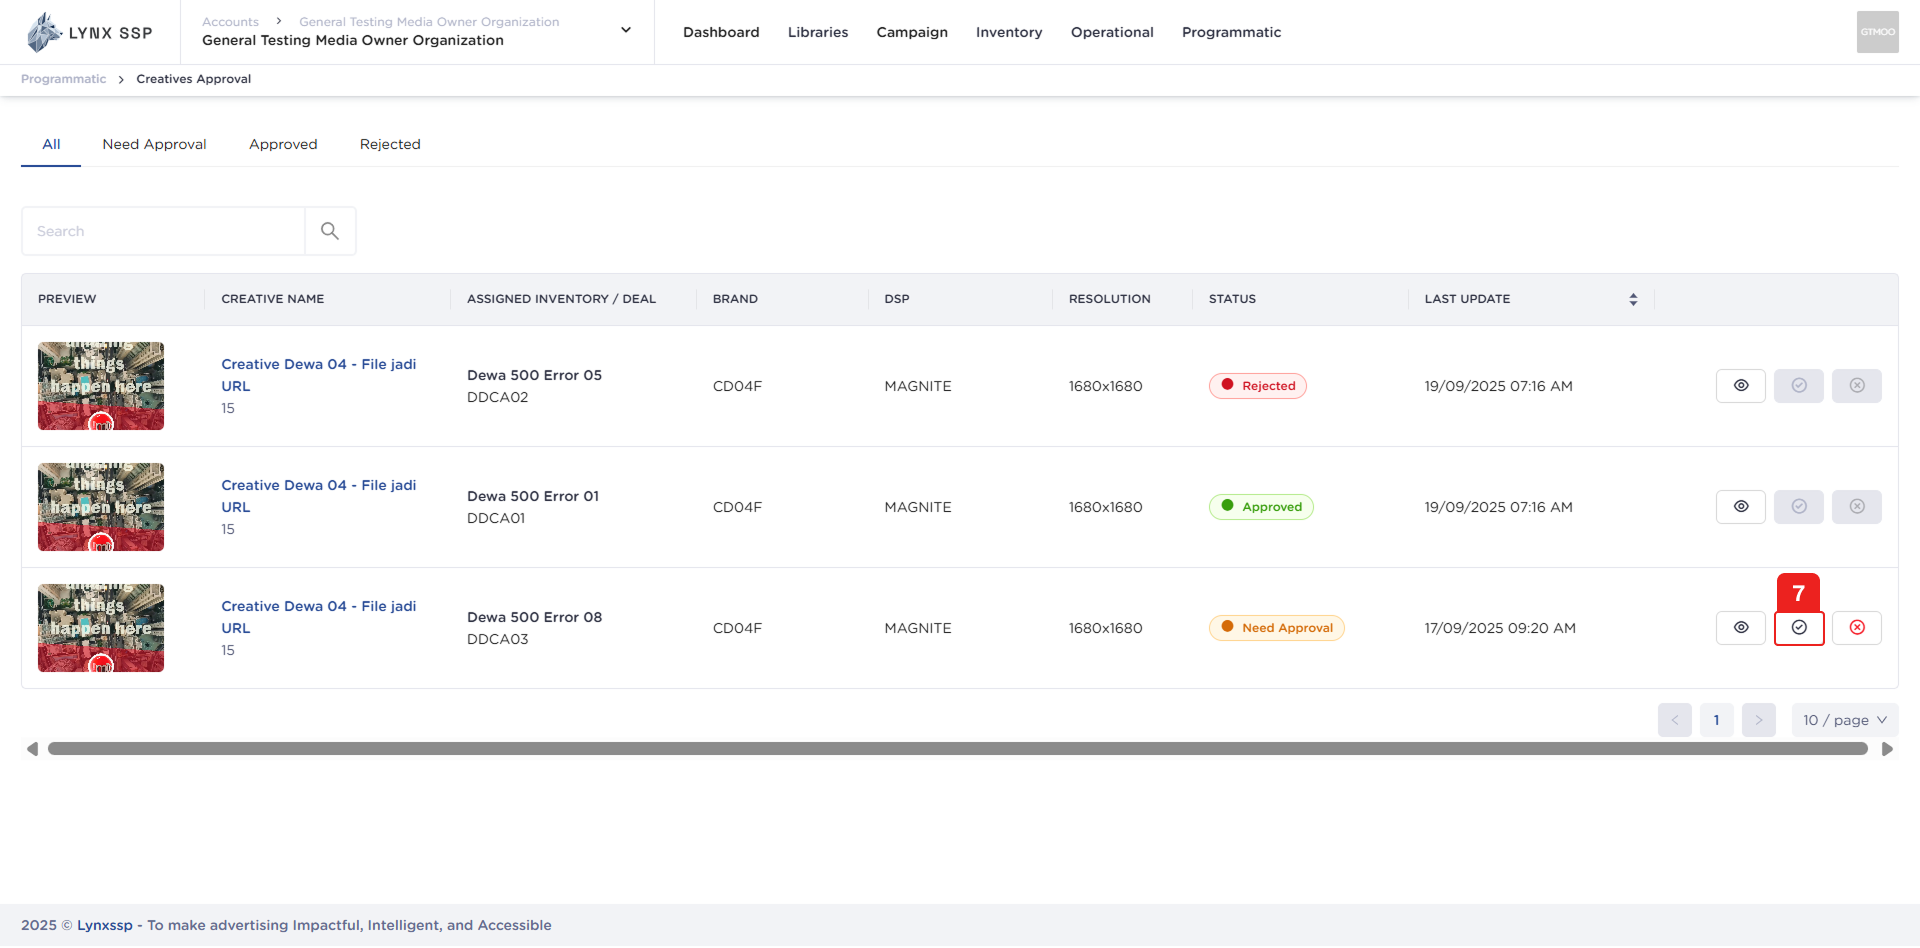 LYNX SSP
Accounts > General Testing Media Owner Organization
General Testing Media Owner Organization
Dashboard Libraries Campaign Inventory Operational Programmatic
GTMOO
Programmatic > Creatives Approval
All Need Approval Approved Rejected
Search
PREVIEW CREATIVE NAME ASSIGNED INVENTORY / DEAL BRAND DSP RESOLUTION STATUS LAST UPDATE
amazing
things
happen here
Creative Dewa 04 - File jadi
URL
15
Dewa 500 Error 05
DDCA02
CD04F MAGNITE 1680x1680 Rejected 19/09/2025 07:16 AM
things
happen here
Creative Dewa 04 - File jadi
URL
15
Dewa 500 Error 01
DDCA01
CD04F MAGNITE 1680x1680 Approved 19/09/2025 07:16 AM
things
happen here
Creative Dewa 04 - File jadi
URL
15
Dewa 500 Error 08
DDCA03
CD04F MAGNITE 1680x1680 Need Approval 17/09/2025 09:20 AM
7
< 1 > 10 / page
2025 © Lynxssp - To make advertising Impactful, Intelligent, and Accessible